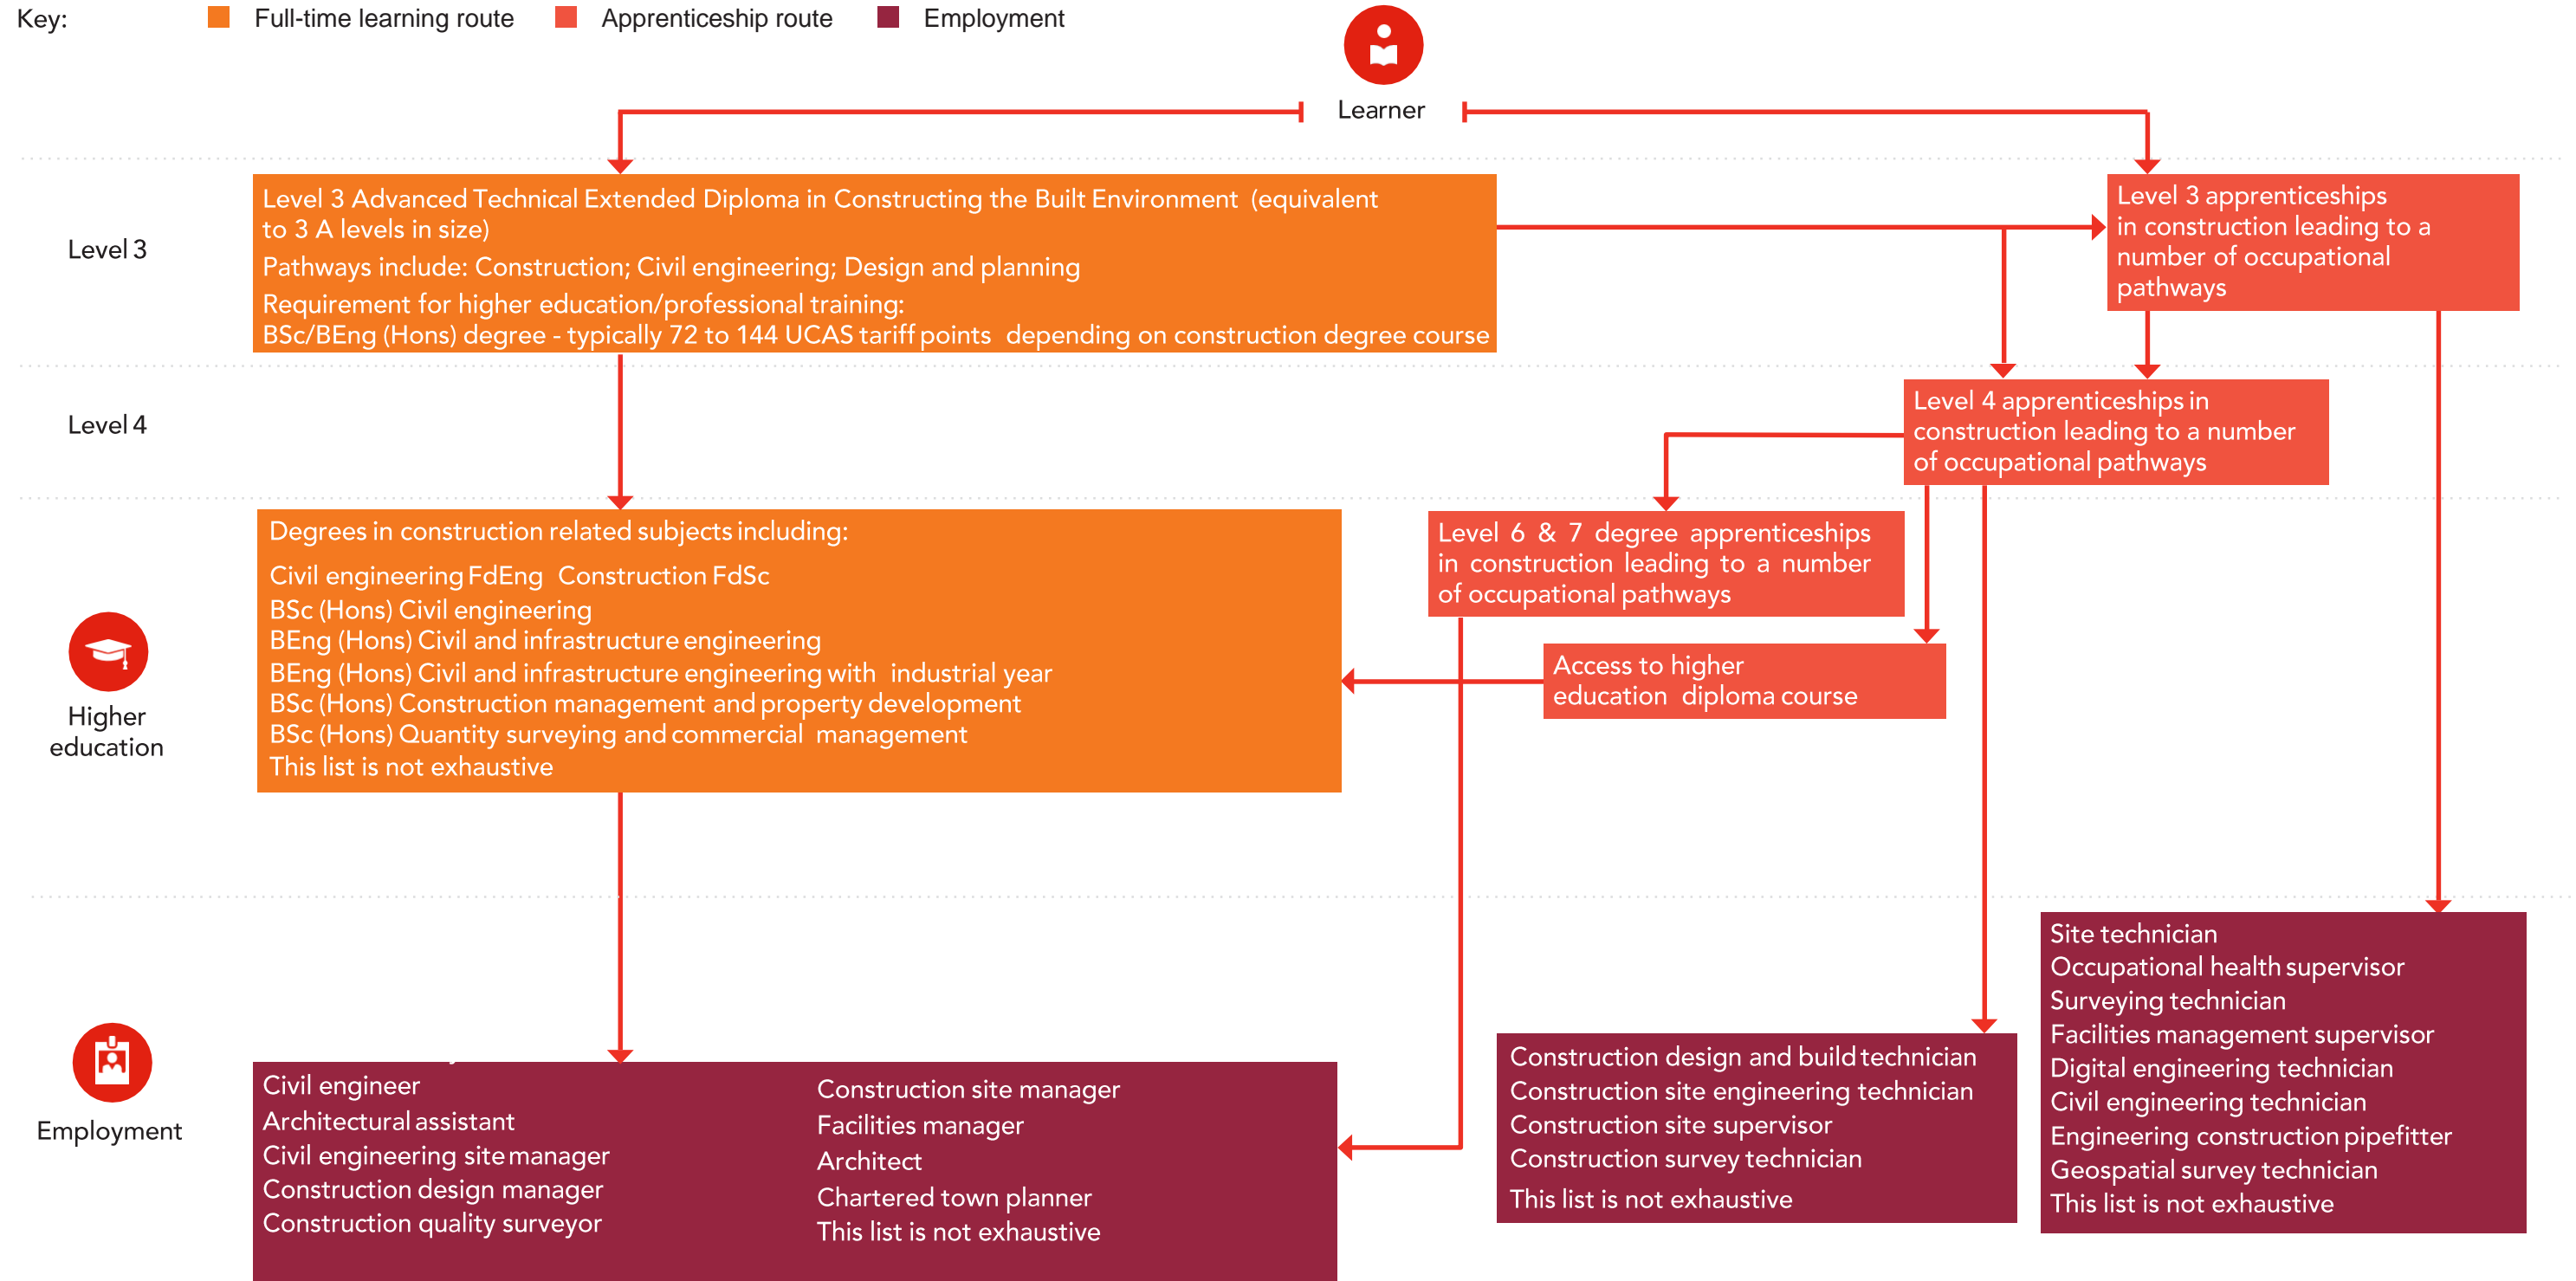 Key:
Full-time learning route
Apprenticeship route
Employment
Learner
Level 3
Level 3 Advanced Technical Extended Diploma in Constructing the Built Environment (equivalent
to 3 A levels in size)
Pathways include: Construction; Civil engineering; Design and planning
Requirement for higher education/professional training:
BSc/BEng (Hons) degree - typically 72 to 144 UCAS tariff points depending on construction degree course
Level 3 apprenticeships
in construction leading to a
number of occupational
pathways
Level 4
Level 4 apprenticeships in
construction leading to a number
of occupational pathways
Higher
education
Degrees in construction related subjects including:
Civil engineering FdEng Construction FdSc
BSc (Hons) Civil engineering
BEng (Hons) Civil and infrastructure engineering
BEng (Hons) Civil and infrastructure engineering with industrial year
BSc (Hons) Construction management and property development
BSc (Hons) Quantity surveying and commercial management
This list is not exhaustive
Level 6 & 7 degree apprenticeships
in construction leading to a number
of occupational pathways
Access to higher
education diploma course
Employment
Civil engineer
Architectural assistant
Civil engineering site manager
Construction design manager
Construction quality surveyor
Construction site manager
Facilities manager
Architect
Chartered town planner
This list is not exhaustive
Construction design and build technician
Construction site engineering technician
Construction site supervisor
Construction survey technician
This list is not exhaustive
Site technician
Occupational health supervisor
Surveying technician
Facilities management supervisor
Digital engineering technician
Civil engineering technician
Engineering construction pipefitter
Geospatial survey technician
This list is not exhaustive